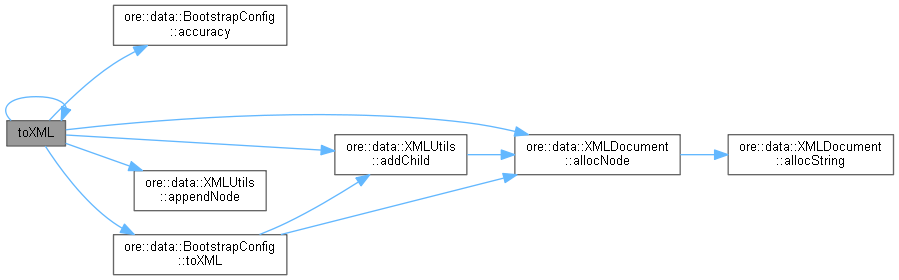 ore::data::BootstrapConfig
::accuracy
toXML
ore::data::XMLUtils
::addChild
ore::data::XMLDocument
::allocNode
ore::data::XMLDocument
::allocString
ore::data::XMLUtils
::appendNode
ore::data::BootstrapConfig
::toXML